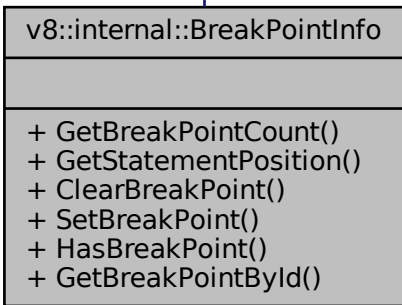 v8::internal::BreakPointInfo
+ GetBreakPointCount()
+ GetStatementPosition()
+ ClearBreakPoint()
+ SetBreakPoint()
+ HasBreakPoint()
+ GetBreakPointById()